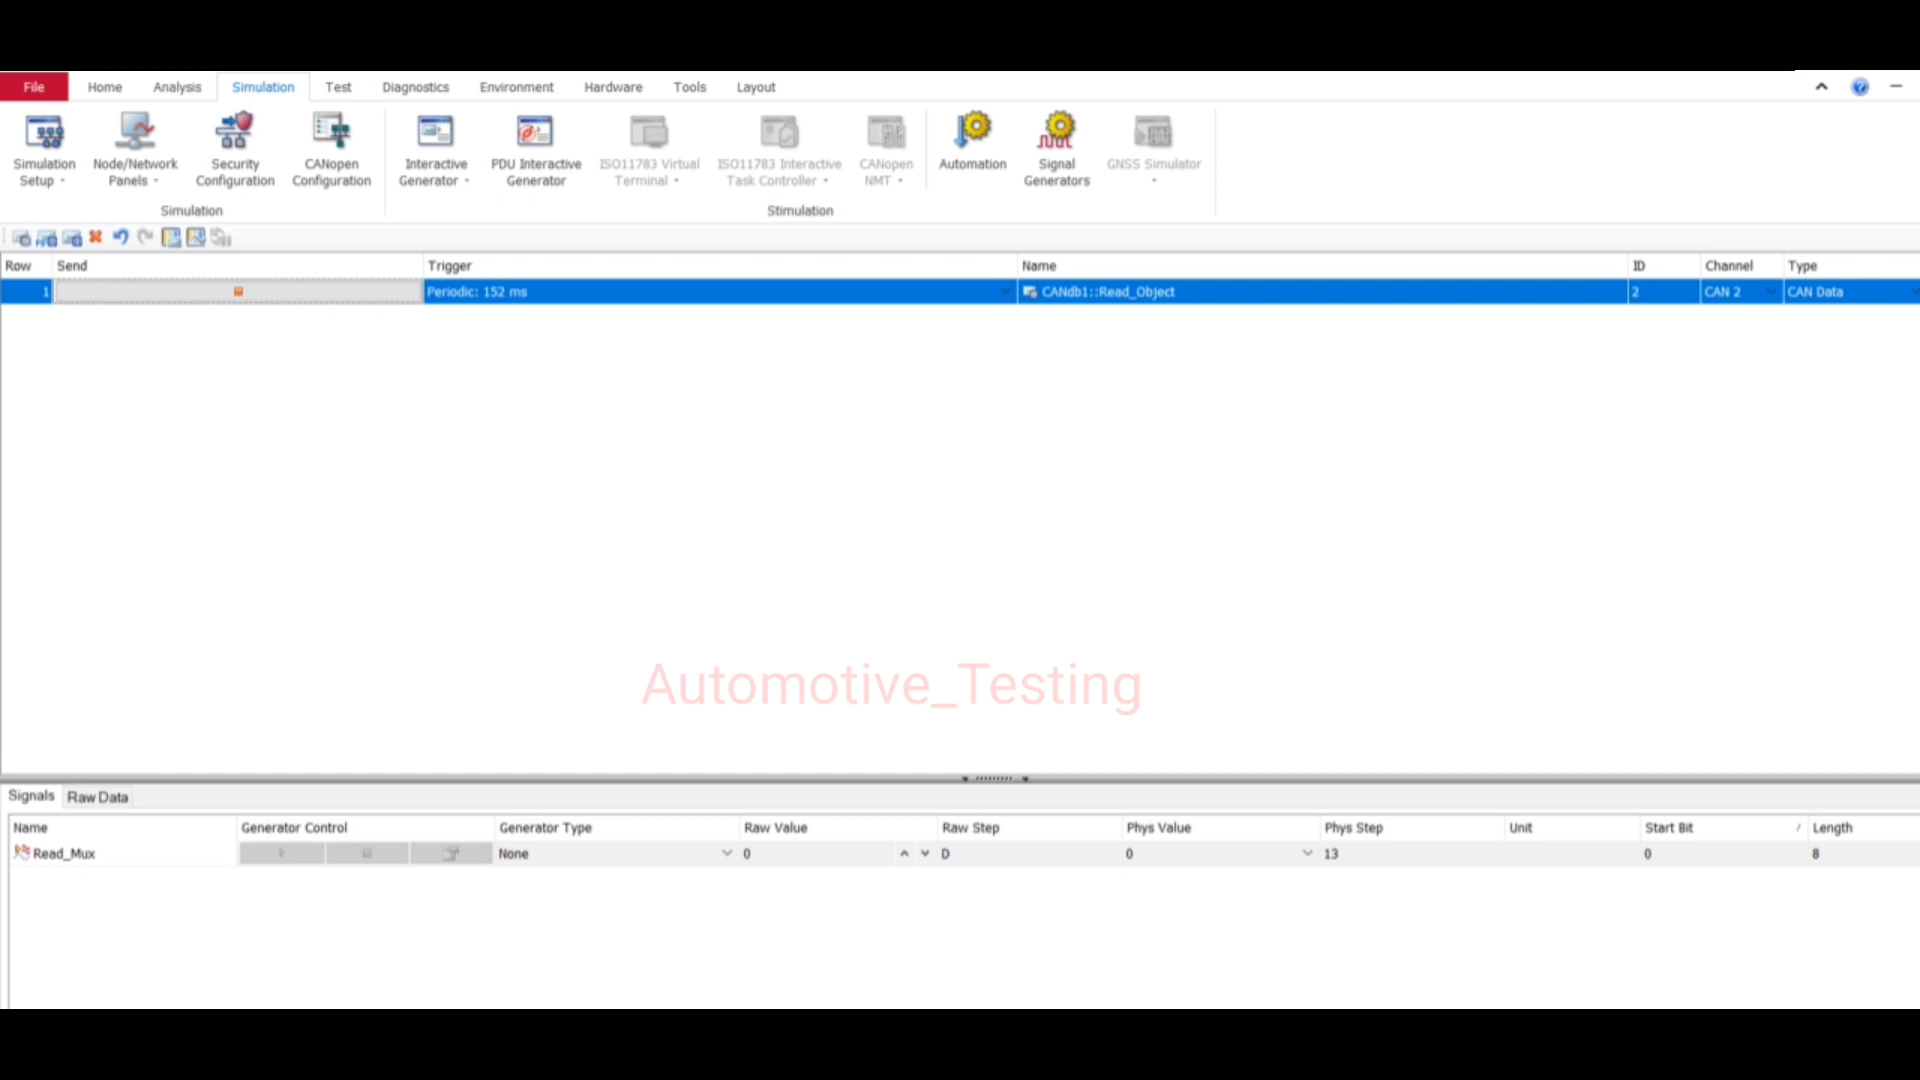 File Home Analysis Simulation Test Diagnostics Environment Hardware Tools Layout
Simulation Setup
Node/Network Panels
Security Configuration
CANopen Configuration
Interactive Generator
PDU Interactive Generator
ISO11783 Virtual Terminal
ISO11783 Interactive Task Controller
CANopen NMT
Automation
Signal Generators
GNSS Simulator
Simulation Stimulation
Row Send Trigger Name ID Channel Type
1 Periodic: 152 ms CANdb1::Read_Object 2 CAN 2 CAN Data
Automotive_Testing
Signals Raw Data
Name Generator Control Generator Type Raw Value Raw Step Phys Value Phys Step Unit Start Bit Length
Read_Mux None 0 D 0 13 0 8